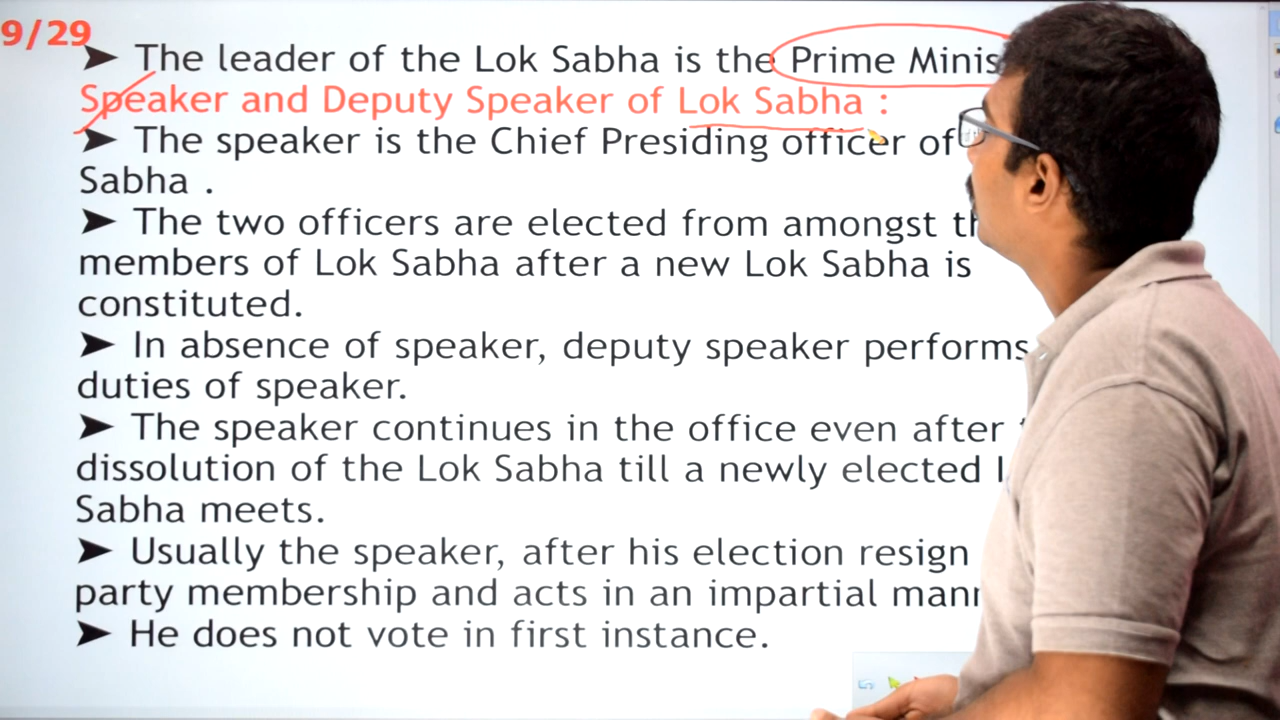 9/29
➤ The leader of the Lok Sabha is the Prime
Speaker and Deputy Speaker of Lok Sabha :
➤ The speaker is the Chief Presiding officer of
Sabha .
➤ The two officers are elected from amongst
members of Lok Sabha after a new Lok Sabha is
constituted.
➤ In absence of speaker, deputy speaker performs
duties of speaker.
➤ The speaker continues in the office even after
dissolution of the Lok Sabha till a newly elected
Sabha meets.
➤ Usually the speaker, after his election resign
party membership and acts in an impartial
➤ He does not vote in first instance.